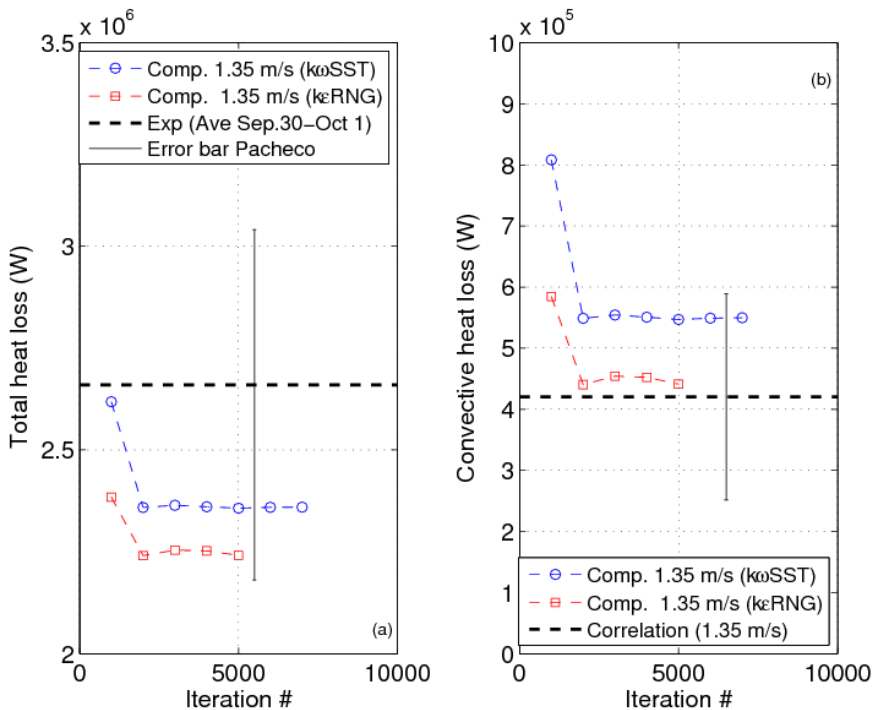 x 10^6
3.5
3
2.5
2
0
5000
10000
Iteration #
Total heat loss (W)
Comp. 1.35 m/s (kωSST)
Comp.  1.35 m/s (kεRNG)
Exp (Ave Sep.30−Oct 1)
Error bar Pacheco
(a)
x 10^5
10
9
8
7
6
5
4
3
2
1
0
0
5000
10000
Iteration #
Convective heat loss (W)
(b)
Comp. 1.35 m/s (kωSST)
Comp.  1.35 m/s (kεRNG)
Correlation (1.35 m/s)